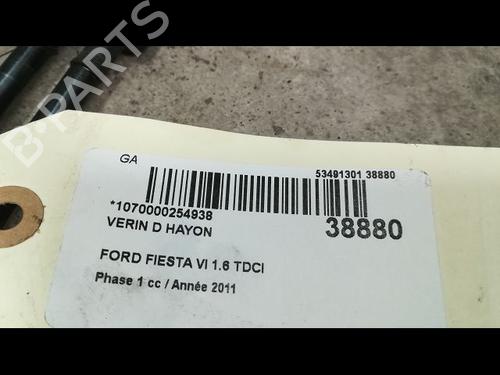 B-PARTS
GA
53491301 38880
*1070000254938
38880
VERIN D HAYON
FORD FIESTA VI 1.6 TDCI
Phase 1 cc / Année 2011